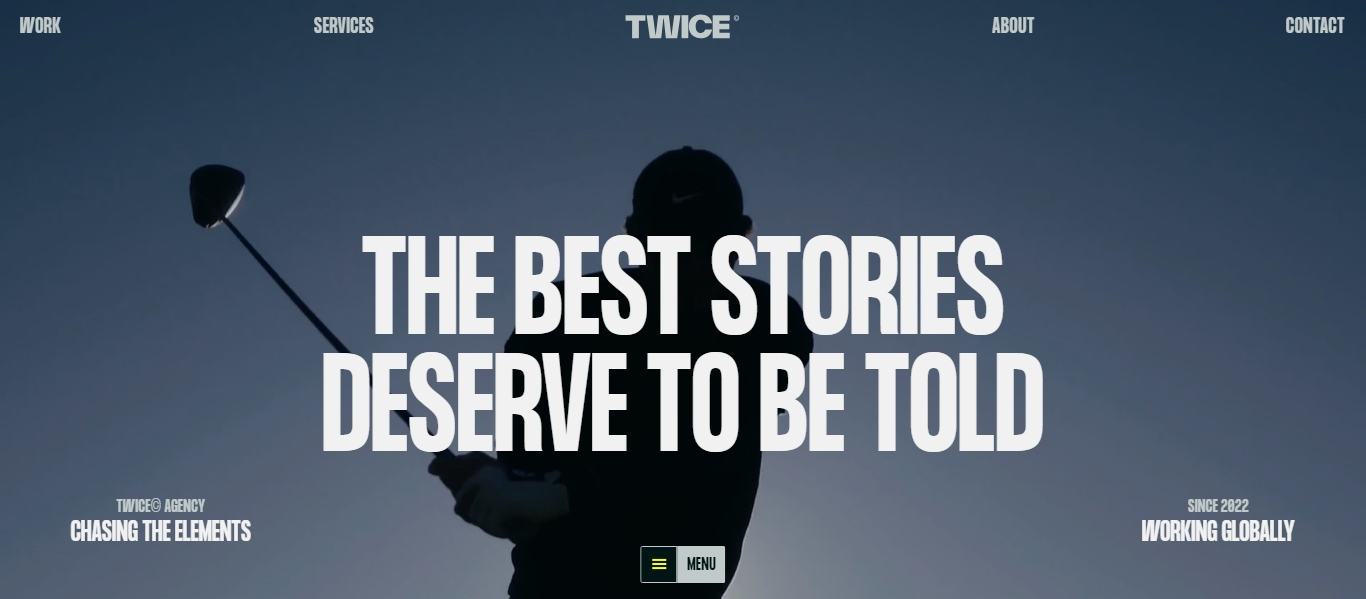 WORK
SERVICES
TWICE©
ABOUT
CONTACT
THE BEST STORIES
DESERVE TO BE TOLD
TWICE© AGENCY
CHASING THE ELEMENTS
SINCE 2022
WORKING GLOBALLY
MENU